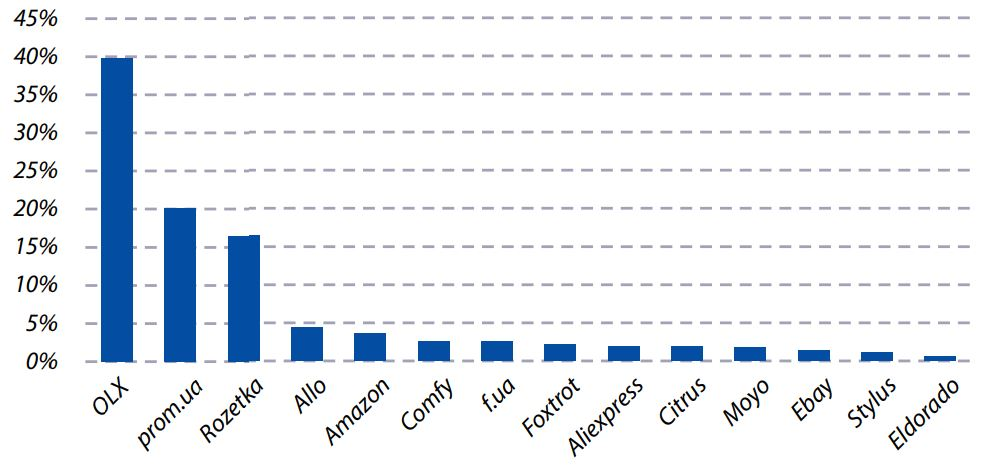 45%
40%
35%
30%
25%
20%
15%
10%
5%
0%
OLX
prom.ua
Rozetka
Allo
Amazon
Comfy
f.ua
Foxtrot
Aliexpress
Citrus
Moyo
Ebay
Stylus
Eldorado